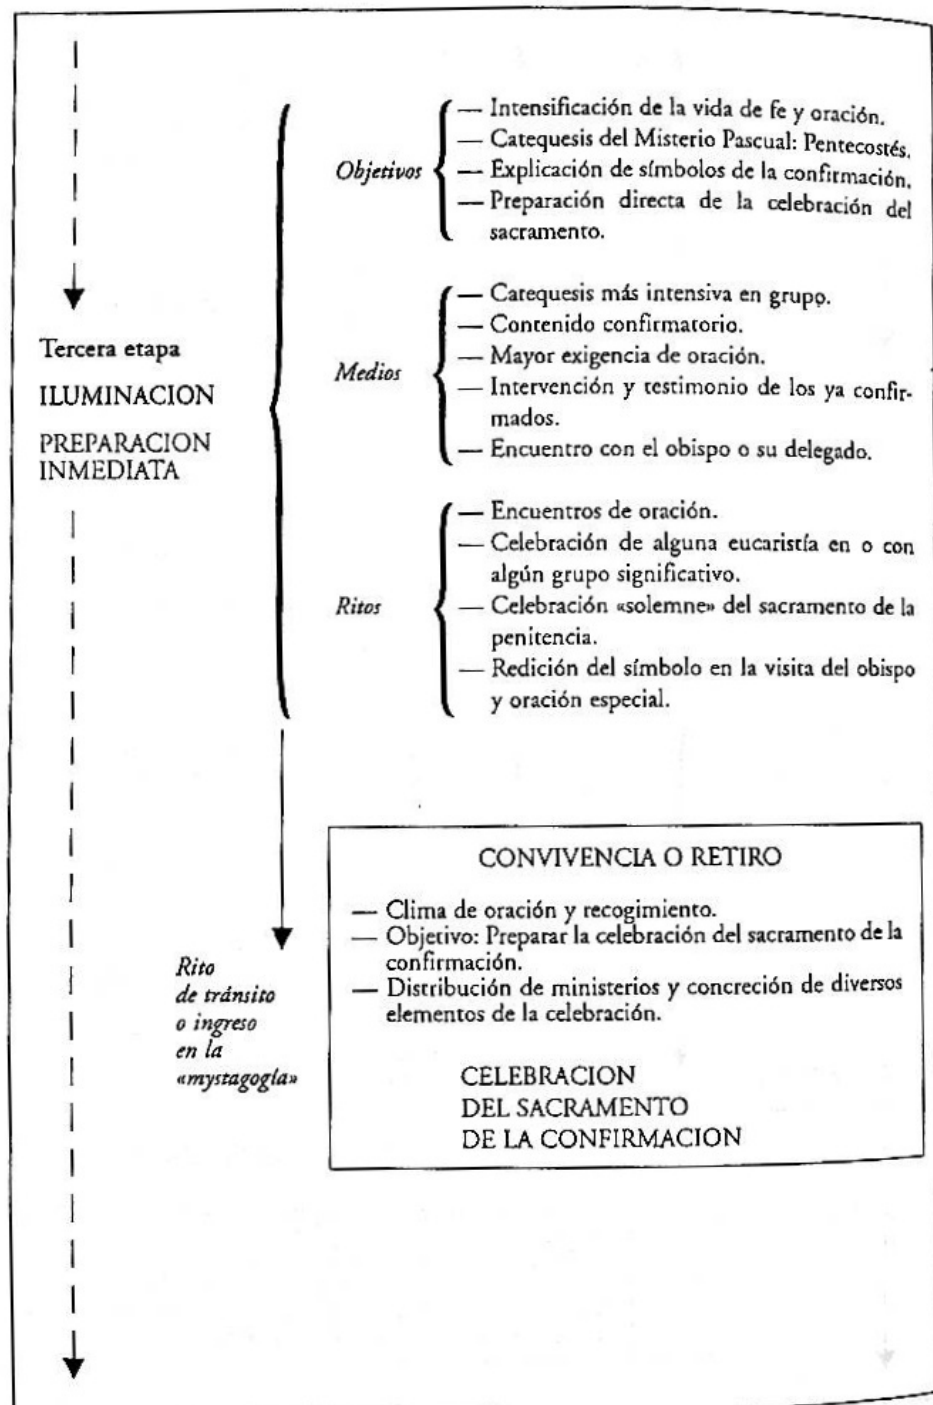 Objetivos
— Intensificación de la vida de fe y oración.
— Catequesis del Misterio Pascual: Pentecostés.
— Explicación de símbolos de la confirmación.
— Preparación directa de la celebración del
sacramento.
Tercera etapa
ILUMINACION
PREPARACION
INMEDIATA
Medios
— Catequesis más intensiva en grupo.
— Contenido confirmatorio.
— Mayor exigencia de oración.
— Intervención y testimonio de los ya confir-
mados.
— Encuentro con el obispo o su delegado.
Ritos
— Encuentros de oración.
— Celebración de alguna eucaristía en o con
algún grupo significativo.
— Celebración «solemne» del sacramento de la
penitencia.
— Redición del símbolo en la visita del obispo
y oración especial.
Rito
de tránsito
o ingreso
en la
«mystagogía»
CONVIVENCIA O RETIRO
— Clima de oración y recogimiento.
— Objetivo: Preparar la celebración del sacramento de la
confirmación.
— Distribución de ministerios y concreción de diversos
elementos de la celebración.
CELEBRACION
DEL SACRAMENTO
DE LA CONFIRMACION